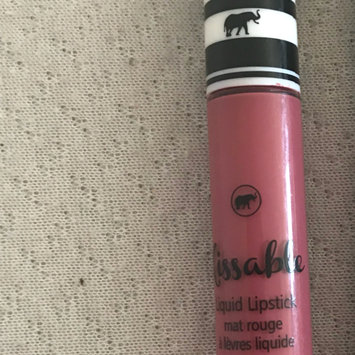 Kissable
Liquid Lipstick
mat rouge
à lèvres liquide